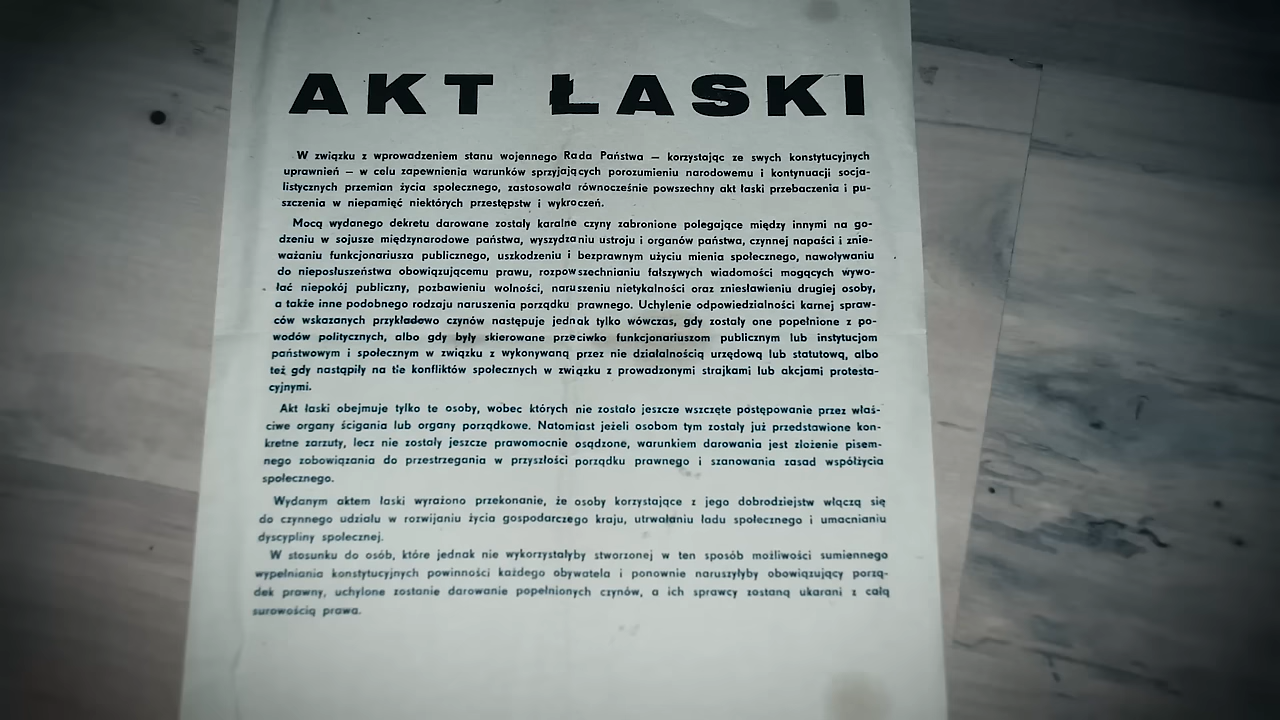 AKT ŁASKI
W związku z wprowadzeniem stanu wojennego Rada Państwa — korzystając ze swych konstytucyjnych
uprawnień — w celu zapewnienia warunków sprzyjających porozumieniu narodowemu i kontynuacji socja-
listycznych przemian życia społecznego, zastosowała równocześnie powszechny akt łaski przebaczenia i pu-
szczenia w niepamięć niektórych przestępstw i wykroczeń.
Mocą wydanego dekretu darowane zostały karalne czyny zabronione polegające między innymi na go-
dzeniu w sojusze międzynarodowe państwa, wyszydzaniu ustroju i organów państwa, czynnej napaści i znie-
ważaniu funkcjonariusza publicznego, uszkodzeniu i bezprawnym użyciu mienia społecznego, nawoływaniu
do nieposłuszeństwa obowiązującemu prawu, rozpowszechnianiu fałszywych wiadomości mogących wywo-
łać niepokój publiczny, pozbawieniu wolności, naruszeniu nietykalności oraz zniesławieniu drugiej osoby,
a także inne podobnego rodzaju naruszenia porządku prawnego. Uchylenie odpowiedzialności karnej spraw-
ców wskazanych przykładowo czynów następuje jednak tylko wówczas, gdy zostały one popełnione z po-
wodów politycznych, albo gdy były skierowane przeciwko funkcjonariuszom publicznym lub instytucjom
państwowym i społecznym w związku z wykonywaną przez nie działalnością urzędową lub statutową, albo
też gdy nastąpiły na tle konfliktów społecznych w związku z prowadzonymi strajkami lub akcjami protesta-
cyjnymi.
Akt łaski obejmuje tylko te osoby, wobec których nie zostało jeszcze wszczęte postępowanie przez właś-
ciwe organy ścigania lub organy porządkowe. Natomiast jeżeli osobom tym zostały już przedstawione kon-
kretne zarzuty, lecz nie zostały jeszcze prawomocnie osądzone, warunkiem darowania jest złożenie pisem-
nego zobowiązania do przestrzegania w przyszłości porządku prawnego i szanowania zasad współżycia
społecznego.
Wydanym aktem łaski wyrażono przekonanie, że osoby korzystające z jego dobrodziejstw włączą się
do czynnego udziału w rozwijaniu życia gospodarczego kraju, utrwalaniu ładu społecznego i umacnianiu
dyscypliny społecznej.
W stosunku do osób, które jednak nie wykorzystałyby stworzonej w ten sposób możliwości sumiennego
wypełniania konstytucyjnych powinności każdego obywatela i ponownie naruszyłyby obowiązujący porzą-
dek prawny, uchylone zostanie darowanie popełnionych czynów, a ich sprawcy zostaną ukarani z całą
surowością prawa.